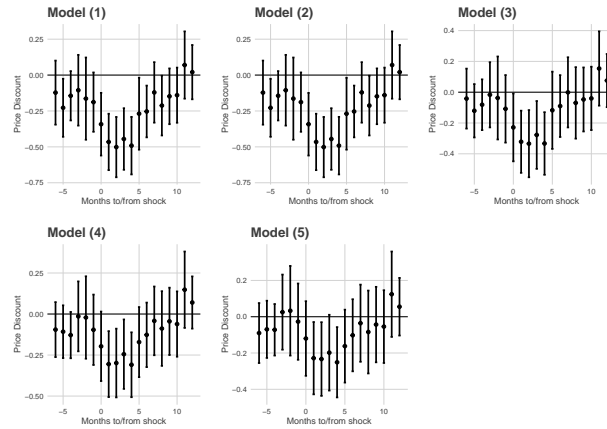 Model (1)
Model (2)
Model (3)
0.25
0.00
−0.25
−0.50
−0.75
Price Discount
−5 0 5 10
Months to/from shock
0.25
0.00
−0.25
−0.50
−0.75
Price Discount
−5 0 5 10
Months to/from shock
0.4
0.2
0.0
−0.2
−0.4
Price Discount
−5 0 5 10
Months to/from shock
Model (4)
Model (5)
0.25
0.00
−0.25
−0.50
Price Discount
−5 0 5 10
Months to/from shock
0.2
0.0
−0.2
−0.4
Price Discount
−5 0 5 10
Months to/from shock